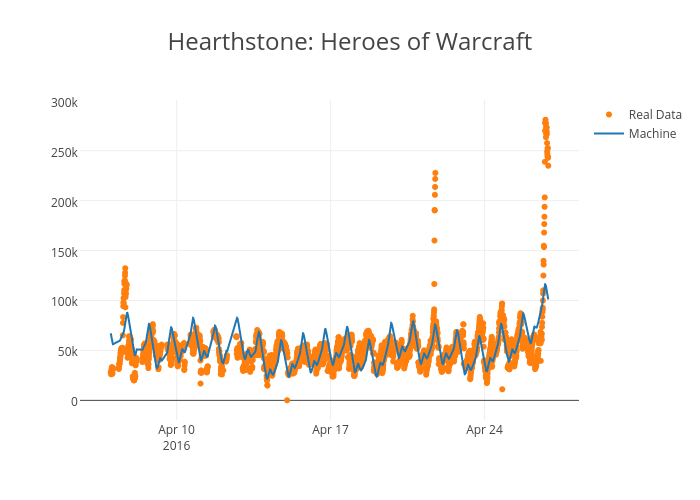 Hearthstone: Heroes of Warcraft
300k
250k
200k
150k
100k
50k
0
Apr 10
2016
Apr 17
Apr 24
Real Data
Machine